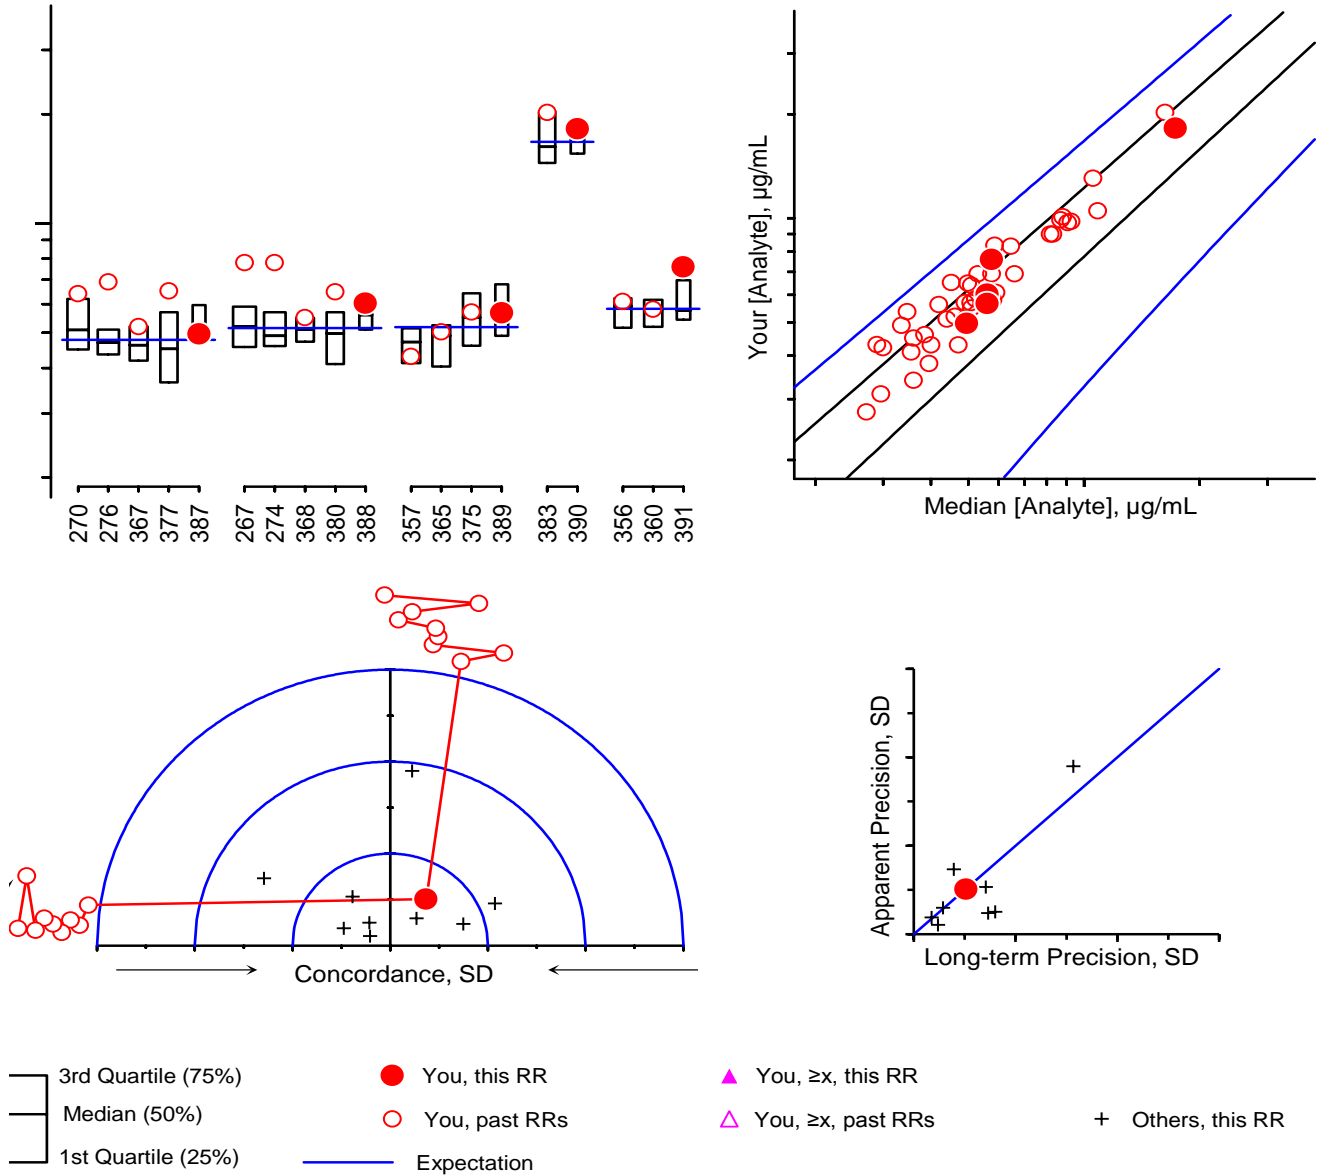 270 276 367 377 387 267 274 368 380 388 357 365 375 389 383 390 356 360 391
Your [Analyte], µg/mL
Median [Analyte], µg/mL
Concordance, SD
Apparent Precision, SD
Long-term Precision, SD
3rd Quartile (75%)
Median (50%)
1st Quartile (25%)
You, this RR
You, past RRs
Expectation
You, ≥x, this RR
You, ≥x, past RRs
Others, this RR